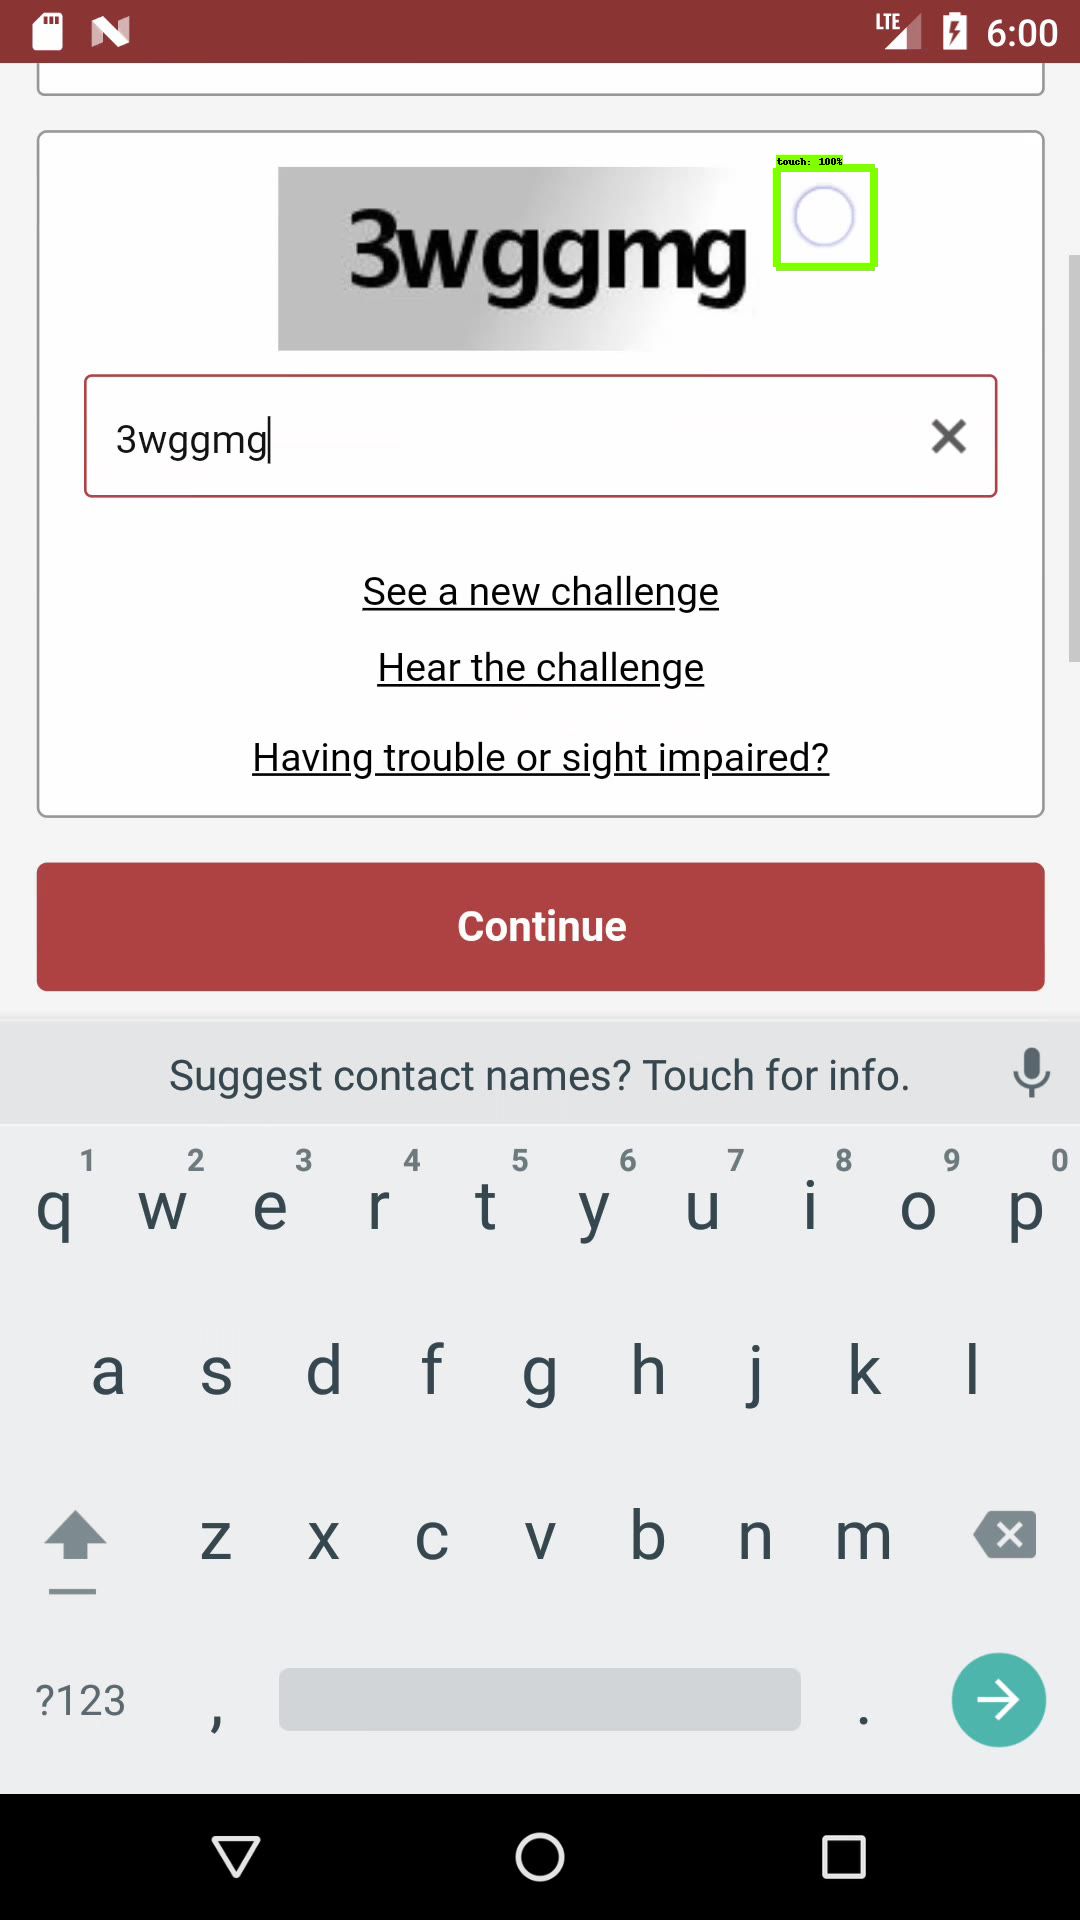 LTE 6:00
touch: 100%
3wggmg
3wggmg
See a new challenge
Hear the challenge
Having trouble or sight impaired?
Continue
Suggest contact names? Touch for info.
1 2 3 4 5 6 7 8 9 0
q w e r t y u i o p
a s d f g h j k l
z x c v b n m
?123 , .